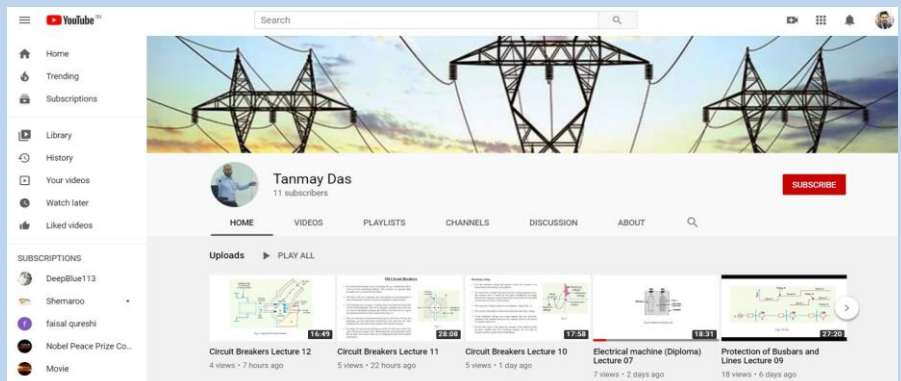 YouTube IN
Search
Home
Trending
Subscriptions
Library
History
Your videos
Watch later
Liked videos
SUBSCRIPTIONS
DeepBlue113
Shemaroo
faisal qureshi
Nobel Peace Prize Co...
Movie
Tanmay Das
11 subscribers
SUBSCRIBE
HOME VIDEOS PLAYLISTS CHANNELS DISCUSSION ABOUT
Uploads PLAY ALL
16:49 28:08 17:58 18:31 27:20
Circuit Breakers Lecture 12
4 views • 7 hours ago
Circuit Breakers Lecture 11
5 views • 22 hours ago
Circuit Breakers Lecture 10
5 views • 1 day ago
Electrical machine (Diploma)
Lecture 07
7 views • 2 days ago
Protection of Busbars and
Lines Lecture 09
18 views • 6 days ago